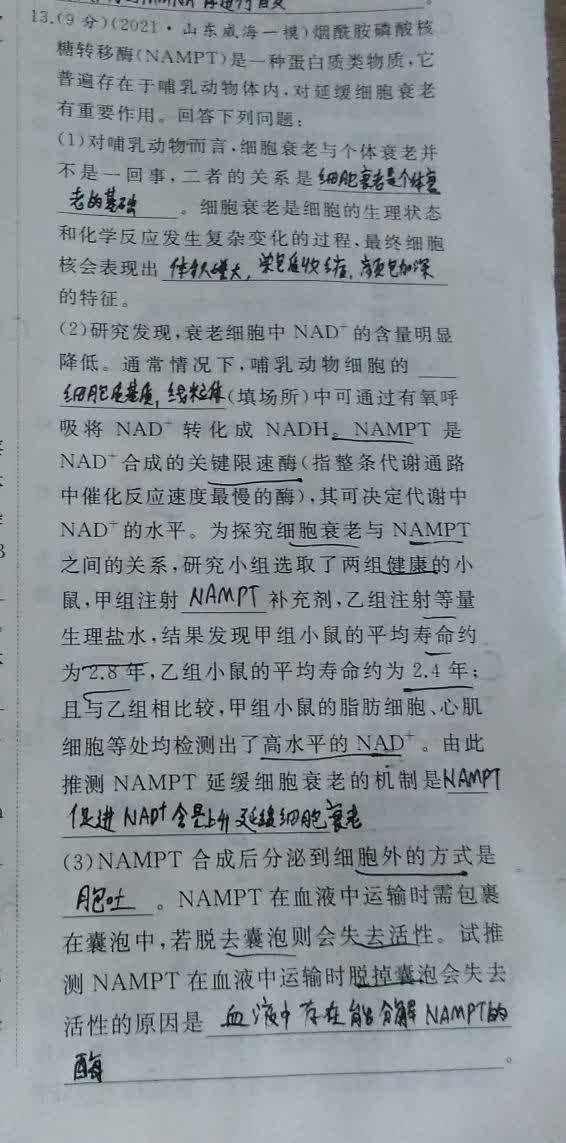 13.(9 分)(2021 · 山东威海一模)烟酰胺磷酸核
糖转移酶(NAMPT)是一种蛋白质类物质,它
普遍存在于哺乳动物体内,对延缓细胞衰老
有重要作用。回答下列问题:
(1)对哺乳动物而言,细胞衰老与个体衰老并
不是一回事,二者的关系是细胞衰老是个体衰
老的基础。细胞衰老是细胞的生理状态
和化学反应发生复杂变化的过程,最终细胞
核会表现出 体积增大,染色质收缩,颜色加深
的特征。
(2)研究发现,衰老细胞中 NAD⁺ 的含量明显
降低。通常情况下,哺乳动物细胞的
细胞质基质,线粒体(填场所)中可通过有氧呼
吸将 NAD⁺ 转化成 NADH。NAMPT 是
NAD⁺ 合成的关键限速酶(指整条代谢通路
中催化反应速度最慢的酶),其可决定代谢中
NAD⁺ 的水平。为探究细胞衰老与 NAMPT
之间的关系,研究小组选取了两组健康的小
鼠,甲组注射 NAMPT 补充剂,乙组注射等量
生理盐水,结果发现甲组小鼠的平均寿命约
为 2.8 年,乙组小鼠的平均寿命约为 2.4 年;
且与乙组相比较,甲组小鼠的脂肪细胞、心肌
细胞等处均检测出了高水平的 NAD⁺。由此
推测 NAMPT 延缓细胞衰老的机制是NAMPT
促进 NAD⁺含量上升 延缓细胞衰老
(3)NAMPT 合成后分泌到细胞外的方式是
胞吐。NAMPT 在血液中运输时需包裹
在囊泡中,若脱去囊泡则会失去活性。试推
测 NAMPT 在血液中运输时脱掉囊泡会失去
活性的原因是 血液中存在能分解 NAMPT的
酶。